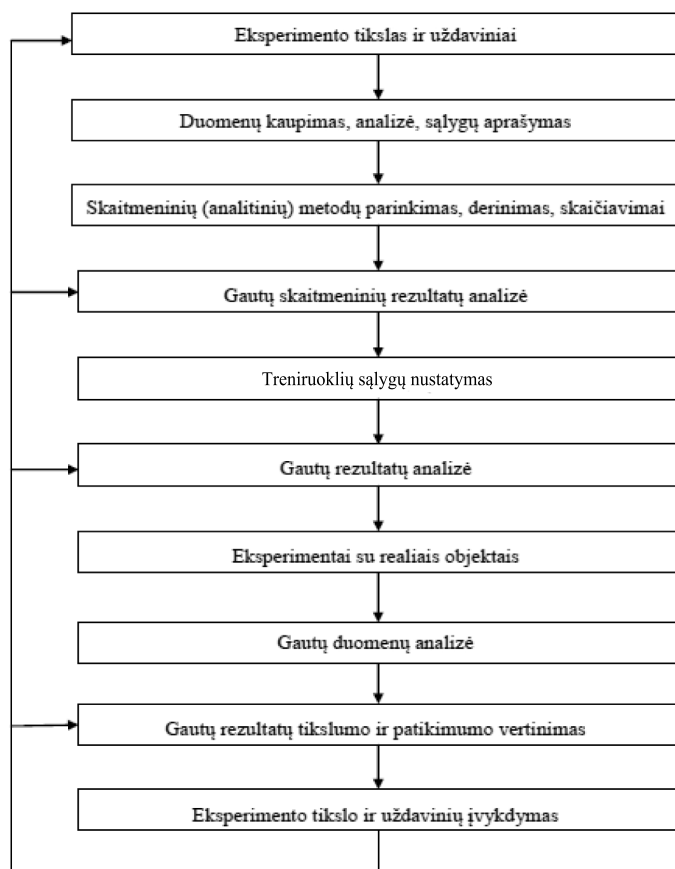 Eksperimento tikslas ir uždaviniai
Duomenų kaupimas, analizė, sąlygų aprašymas
Skaitmeninių (analitinių) metodų parinkimas, derinimas, skaičiavimai
Gautų skaitmeninių rezultatų analizė
Treniruoklių sąlygų nustatymas
Gautų rezultatų analizė
Eksperimentai su realiais objektais
Gautų duomenų analizė
Gautų rezultatų tikslumo ir patikimumo vertinimas
Eksperimento tikslo ir uždavinių įvykdymas